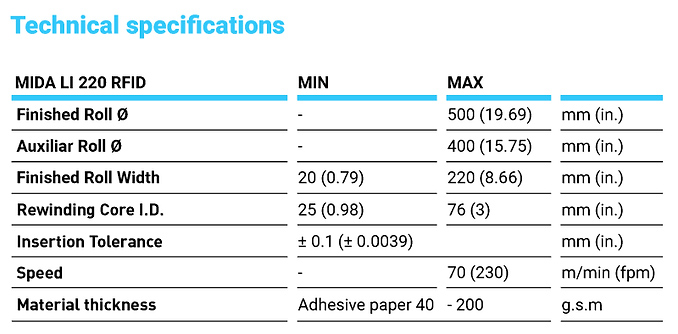 Technical specifications
MIDA LI 220 RFID MIN MAX
Finished Roll Ø - 500 (19.69) mm (in.)
Auxiliar Roll Ø - 400 (15.75) mm (in.)
Finished Roll Width 20 (0.79) 220 (8.66) mm (in.)
Rewinding Core I.D. 25 (0.98) 76 (3) mm (in.)
Insertion Tolerance ± 0.1 (± 0.0039) mm (in.)
Speed - 70 (230) m/min (fpm)
Material thickness Adhesive paper 40 - 200 g.s.m